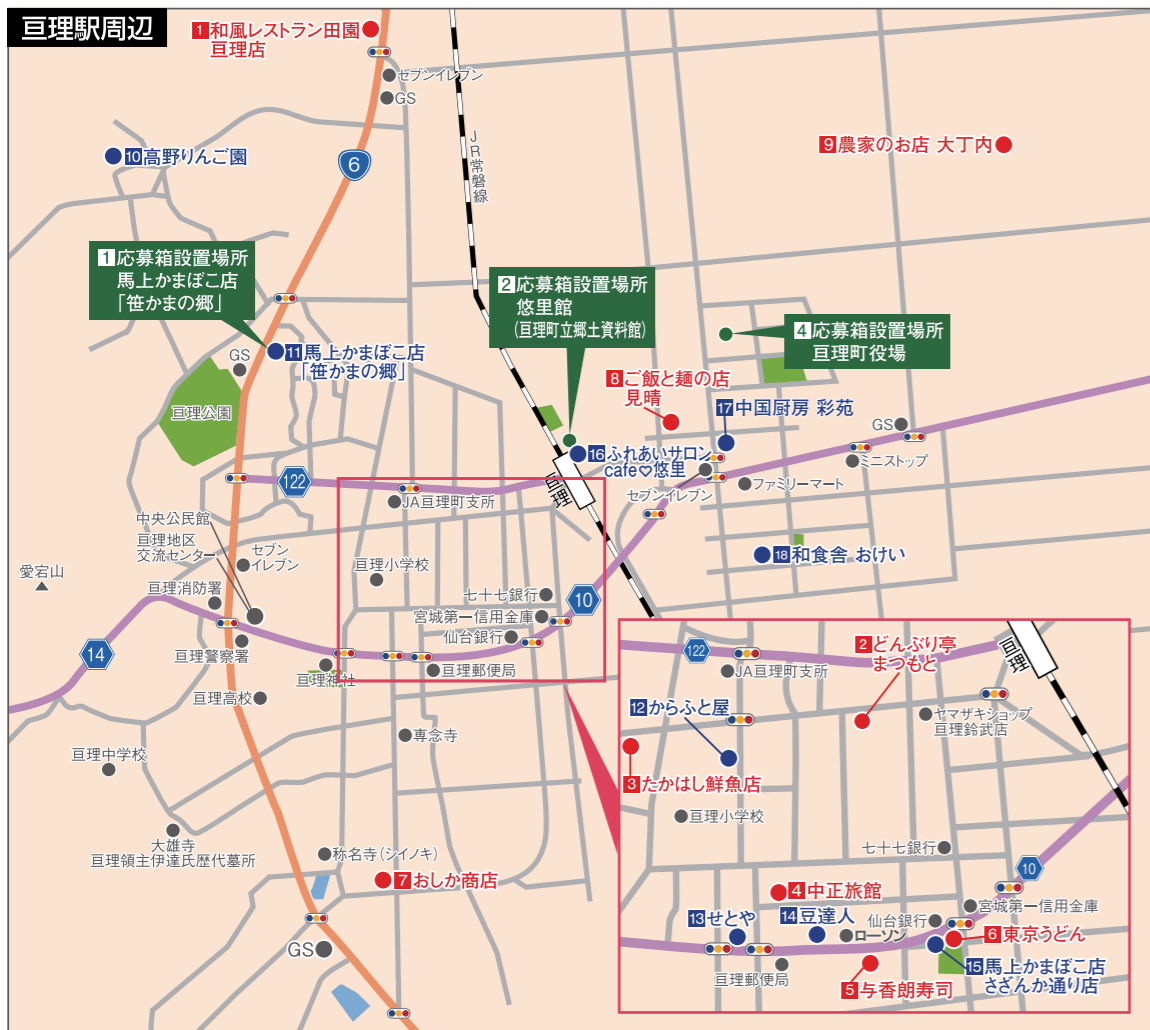 亘理駅周辺
1 和風レストラン田園
亘理店
セブンイレブン
GS
JR常磐線
6
9 農家のお店 大丁内
10 高野りんご園
1 応募箱設置場所
馬上かまぼこ店
「笹かまの郷」
2 応募箱設置場所
悠里館
(亘理町立郷土資料館)
4 応募箱設置場所
亘理町役場
GS
11 馬上かまぼこ店
「笹かまの郷」
8 ご飯と麺の店
見晴
17 中国厨房 彩苑
亘理公園
GS
16 ふれあいサロン
cafe♡悠里
ミニストップ
セブンイレブン
ファミリーマート
122
亘理
JA亘理町支所
中央公民館
亘理地区
交流センター
セブン
イレブン
18 和食舎 おけい
愛宕山
亘理小学校
亘理消防署
七十七銀行
10
宮城第一信用金庫
仙台銀行
14
亘理警察署
亘理神社
亘理郵便局
亘理高校
専念寺
亘理中学校
大雄寺
亘理領主伊達氏歴代墓所
称名寺(シイノキ)
7 おしか商店
GS
122
2 どんぶり亭
まつもと
亘理
JA亘理町支所
12 からふと屋
ヤマザキショップ
亘理鈴武店
3 たかはし鮮魚店
亘理小学校
七十七銀行
10
4 中正旅館
宮城第一信用金庫
13 せとや
14 豆達人
仙台銀行
ローソン
6 東京うどん
亘理郵便局
15 馬上かまぼこ店
さざんか通り店
5 与香朗寿司